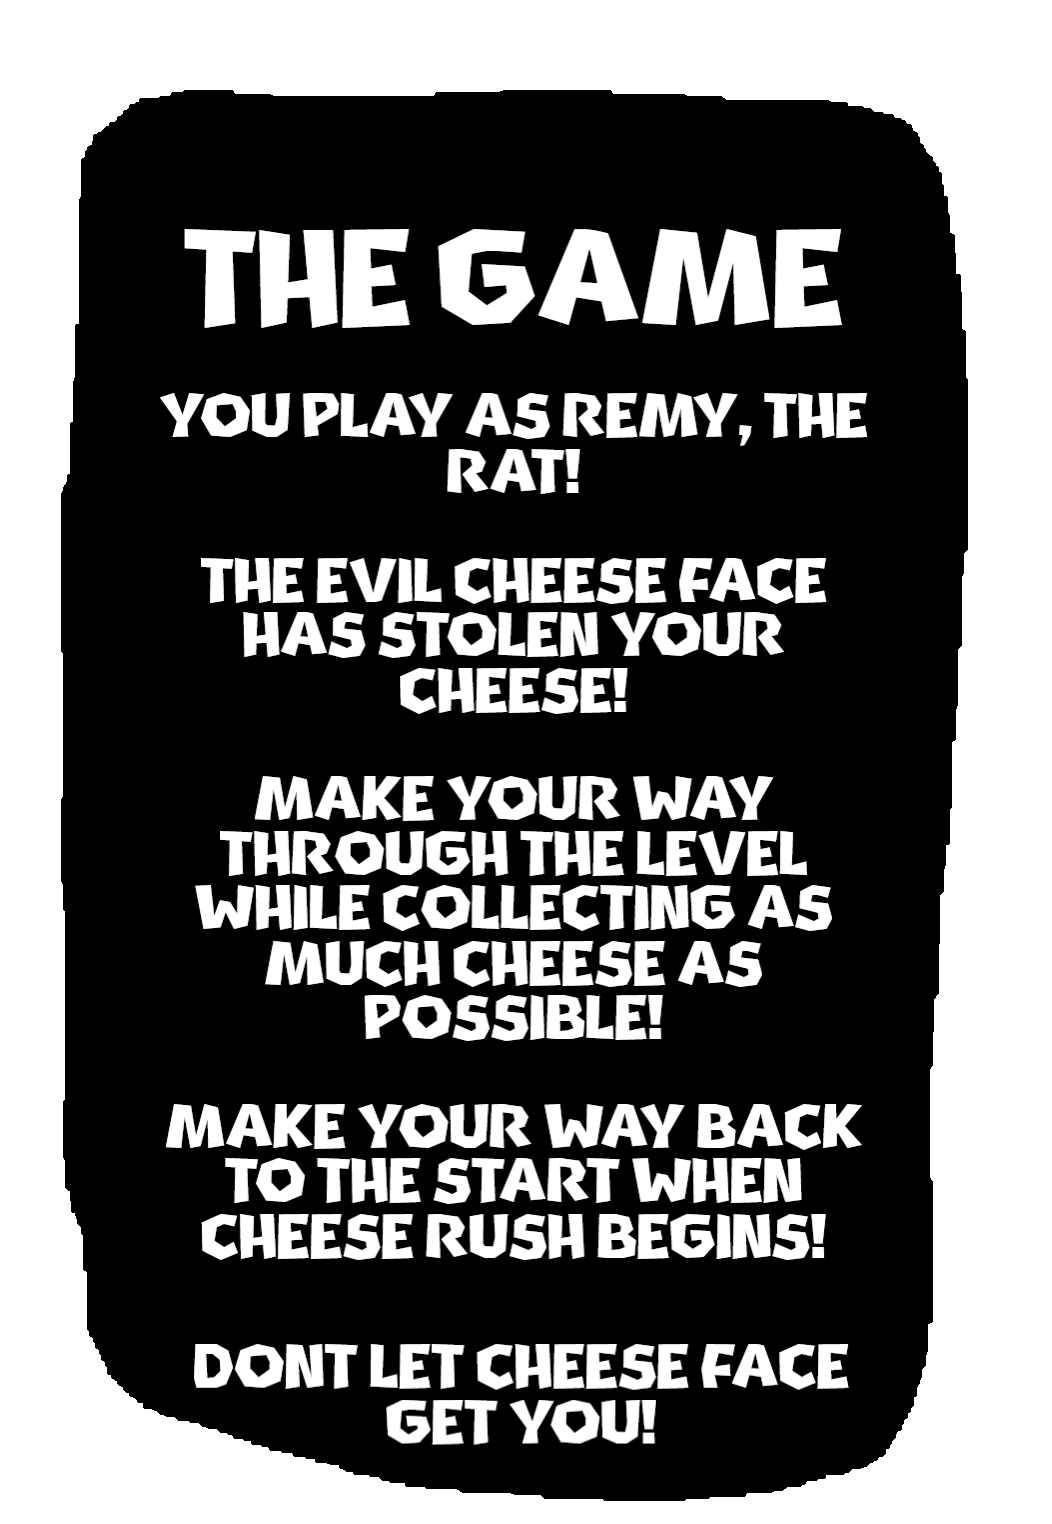 THE GAME
YOU PLAY AS REMY, THE
RAT!
THE EVIL CHEESE FACE
HAS STOLEN YOUR
CHEESE!
MAKE YOUR WAY
THROUGH THE LEVEL
WHILE COLLECTING AS
MUCH CHEESE AS
POSSIBLE!
MAKE YOUR WAY BACK
TO THE START WHEN
CHEESE RUSH BEGINS!
DONT LET CHEESE FACE
GET YOU!